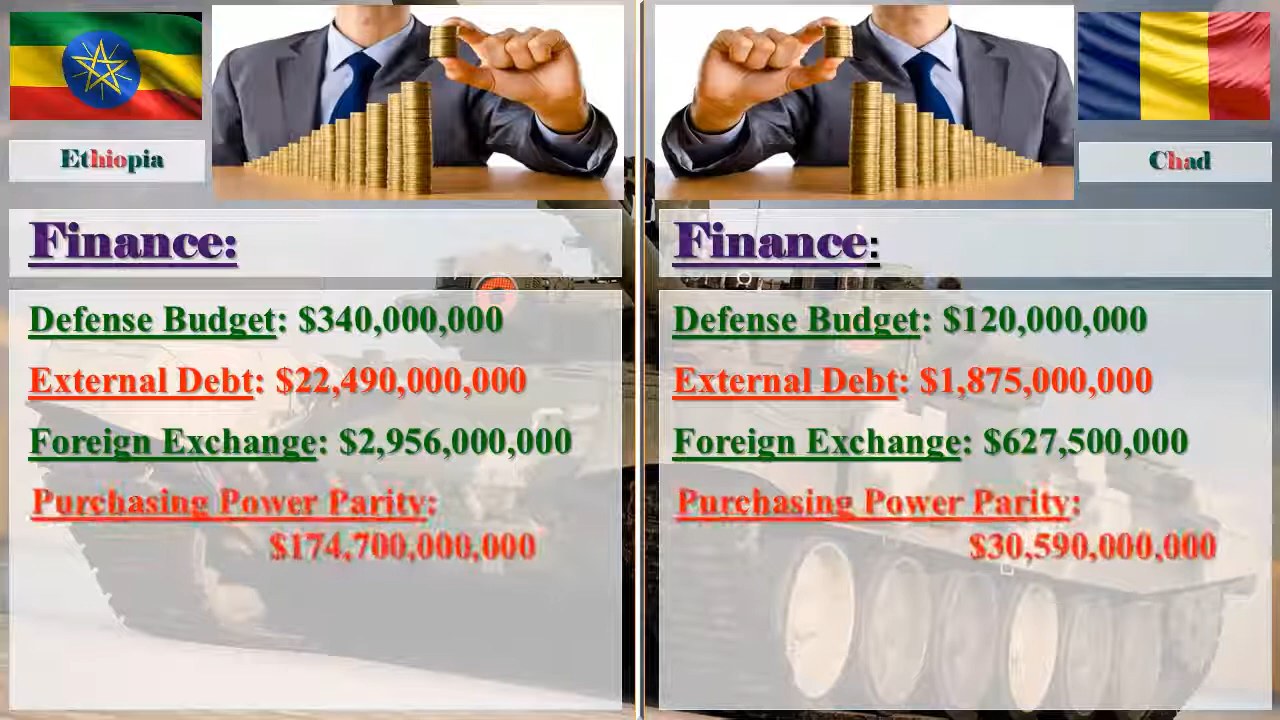 Ethiopia
Finance:
Defense Budget: $340,000,000
External Debt: $22,490,000,000
Foreign Exchange: $2,956,000,000
Purchasing Power Parity:
$174,700,000,000
Chad
Finance:
Defense Budget: $120,000,000
External Debt: $1,875,000,000
Foreign Exchange: $627,500,000
Purchasing Power Parity:
$30,590,000,000